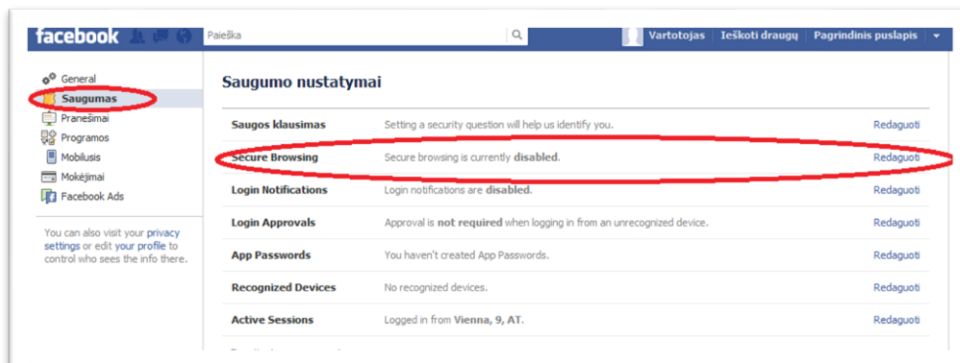 facebook Paieška Vartotojas Ieškoti draugų Pagrindinis puslapis
General
Saugumas
Pranešimai
Programos
Mobilusis
Mokėjimai
Facebook Ads
You can also visit your privacy
settings or edit your profile to
control who sees the info there.
Saugumo nustatymai
Saugos klausimas Setting a security question will help us identify you. Redaguoti
Secure Browsing Secure browsing is currently disabled. Redaguoti
Login Notifications Login notifications are disabled. Redaguoti
Login Approvals Approval is not required when logging in from an unrecognized device. Redaguoti
App Passwords You haven't created App Passwords. Redaguoti
Recognized Devices No recognized devices. Redaguoti
Active Sessions Logged in from Vienna, 9, AT. Redaguoti